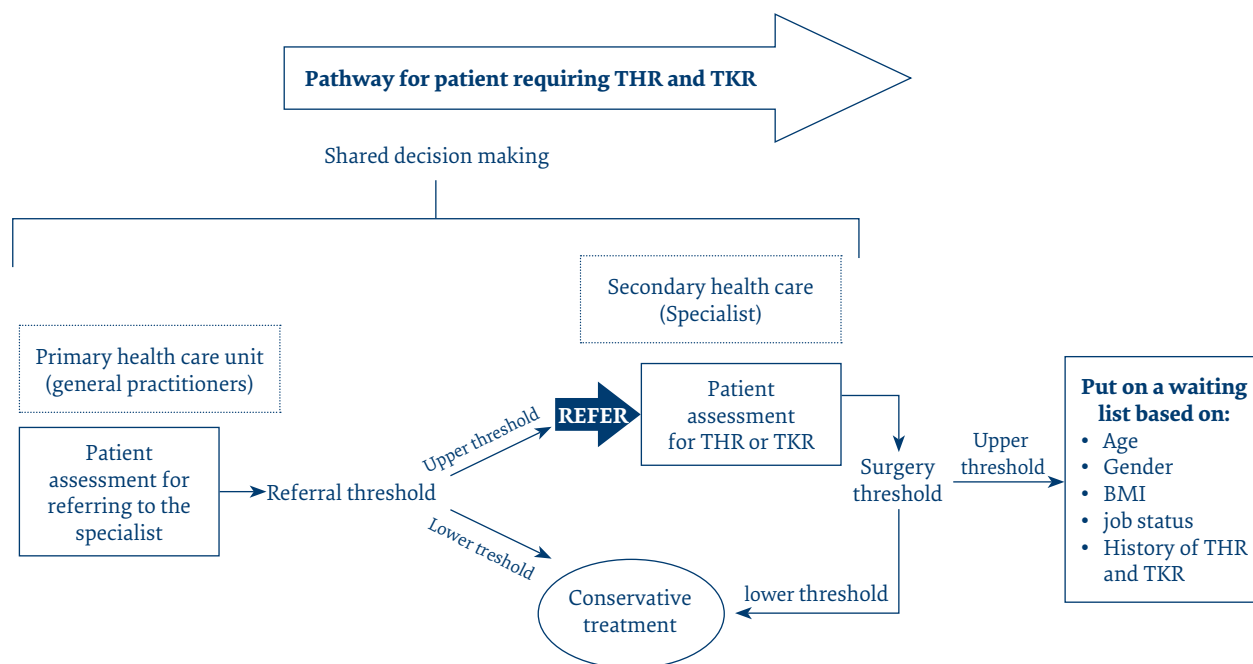 Pathway for patient requiring THR and TKR
Shared decision making
Secondary health care
(Specialist)
Primary health care unit
(general practitioners)
Patient
assessment for
referring to the
specialist
Referral threshold
Upper threshold
Lower treshold
REFER
Patient
assessment
for THR or TKR
Conservative
treatment
Surgery
threshold
lower threshold
Upper
threshold
Put on a waiting
list based on:
• Age
• Gender
• BMI
• job status
• History of THR
and TKR